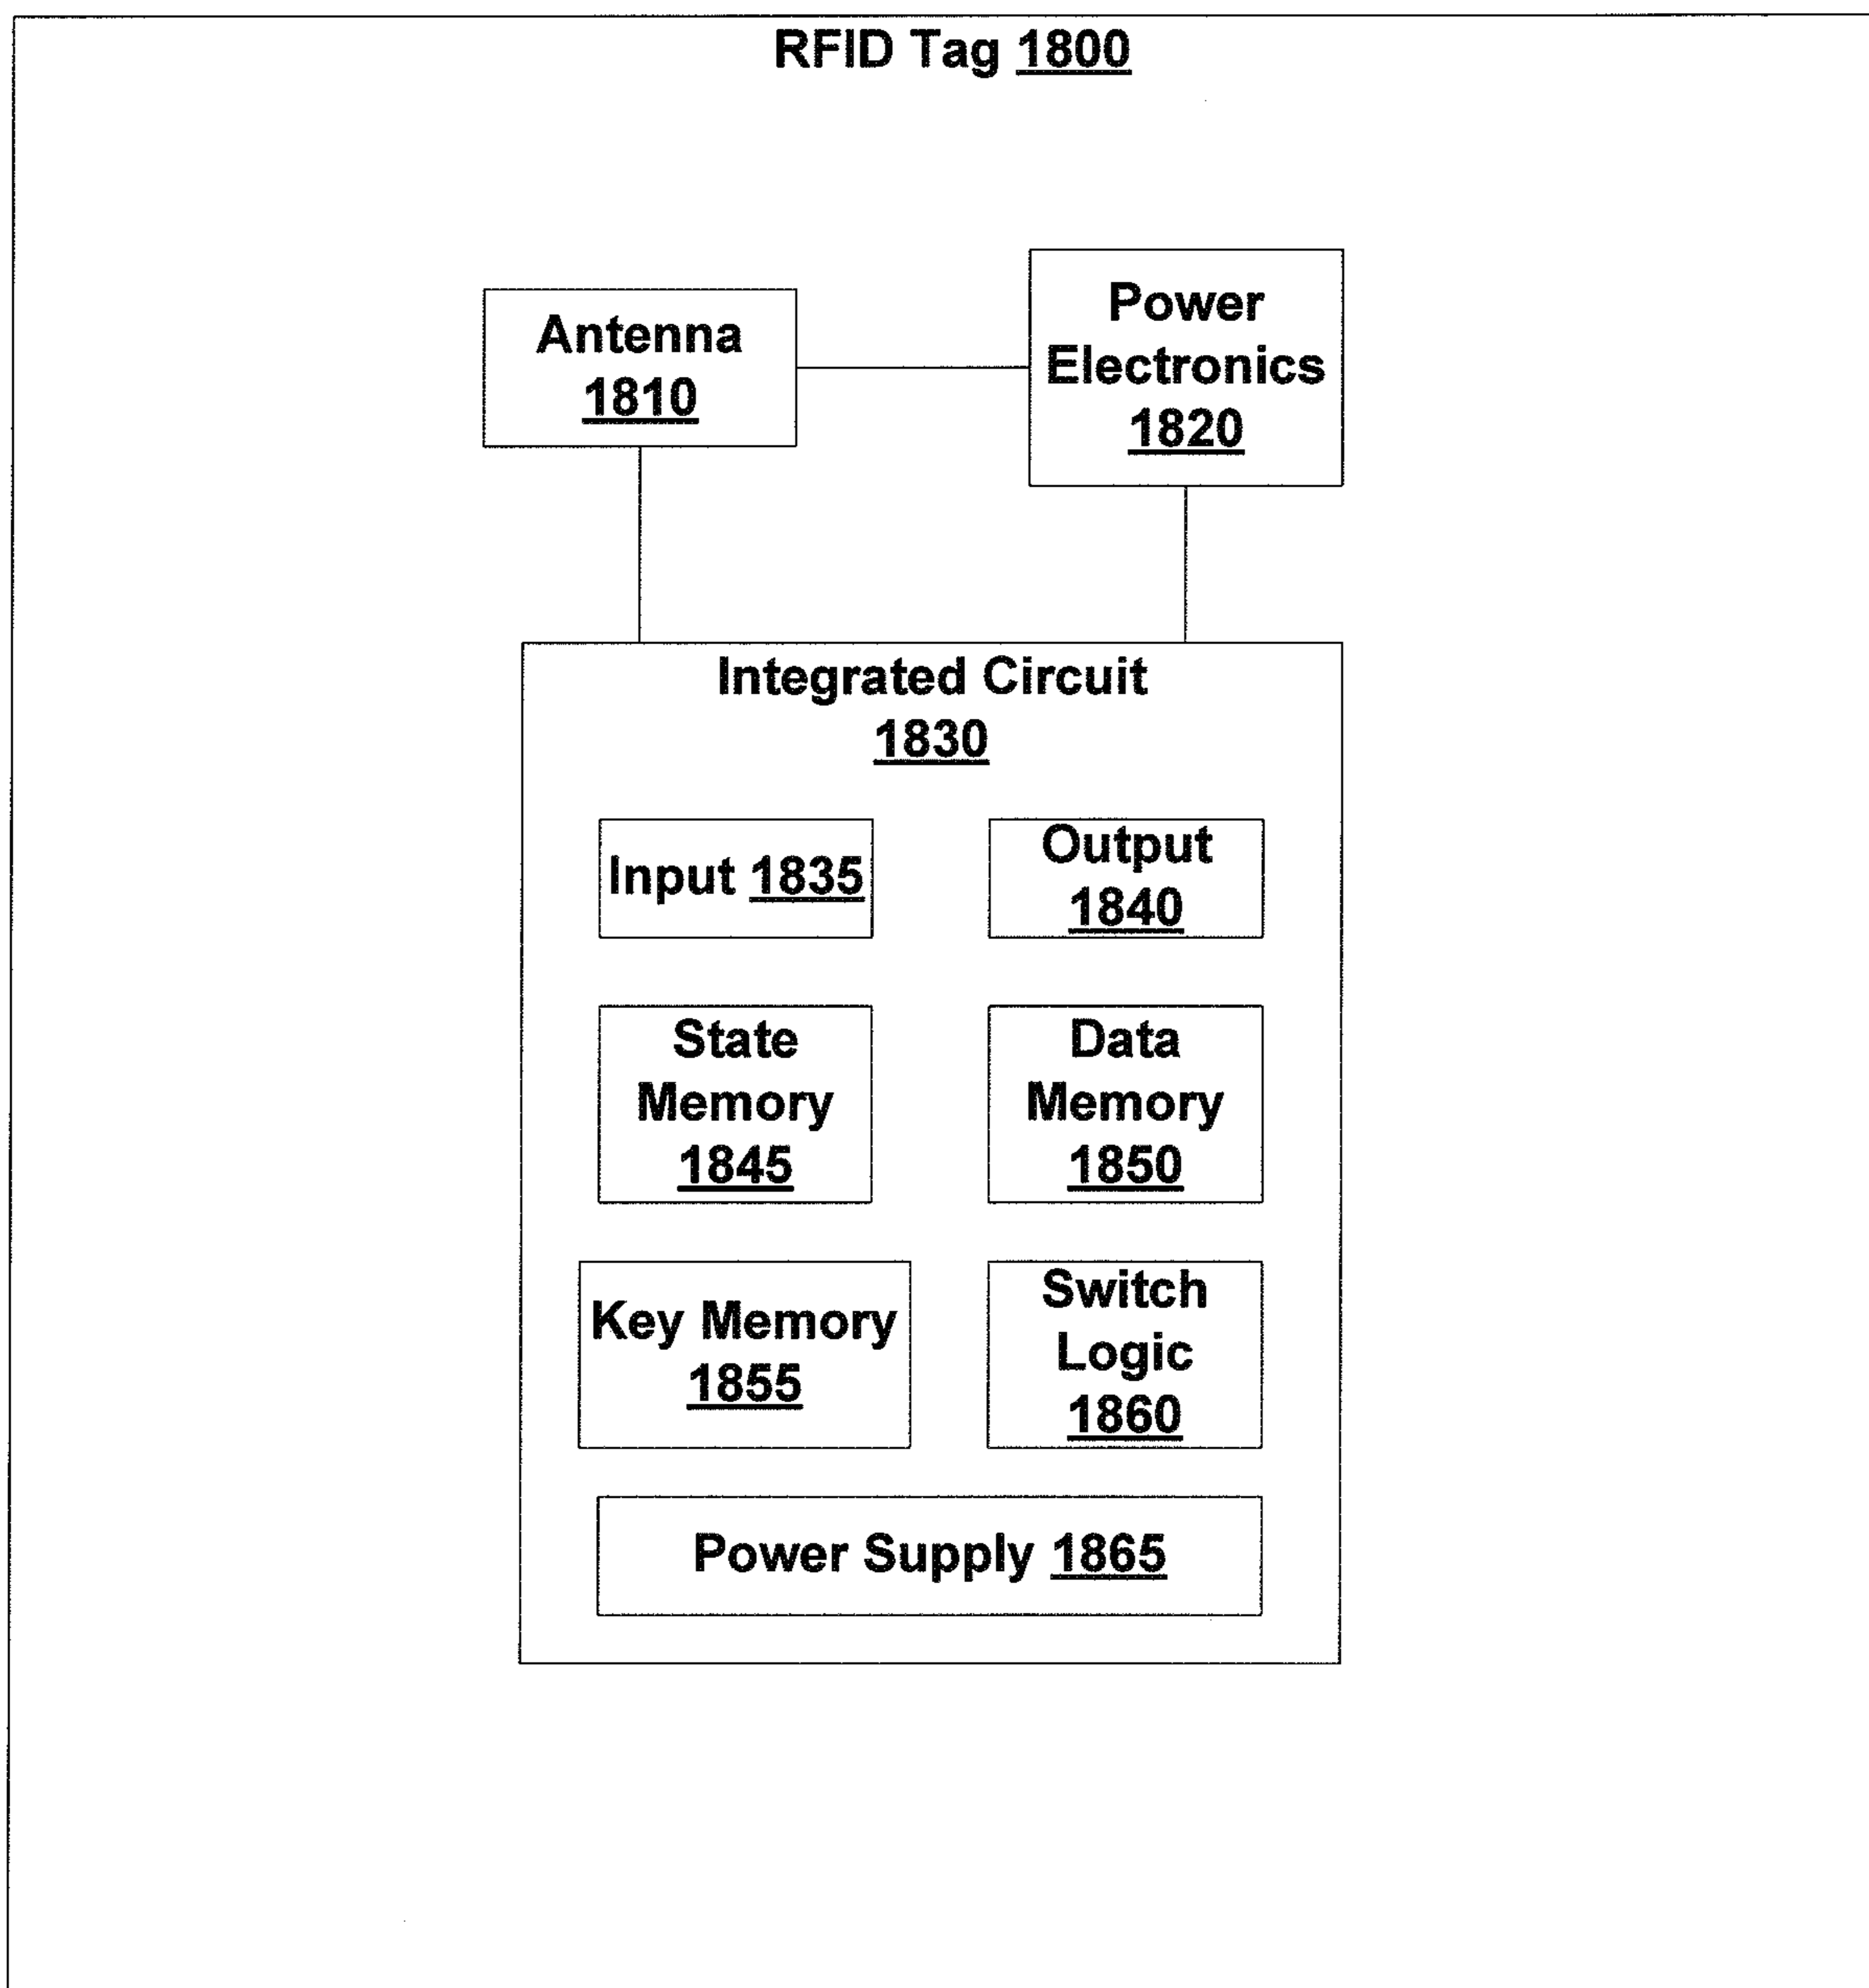 RFID Tag 1800
Antenna
1810
Power
Electronics
1820
Integrated Circuit
1830
Input 1835
Output
1840
State
Memory
1845
Data
Memory
1850
Key Memory
1855
Switch
Logic
1860
Power Supply 1865